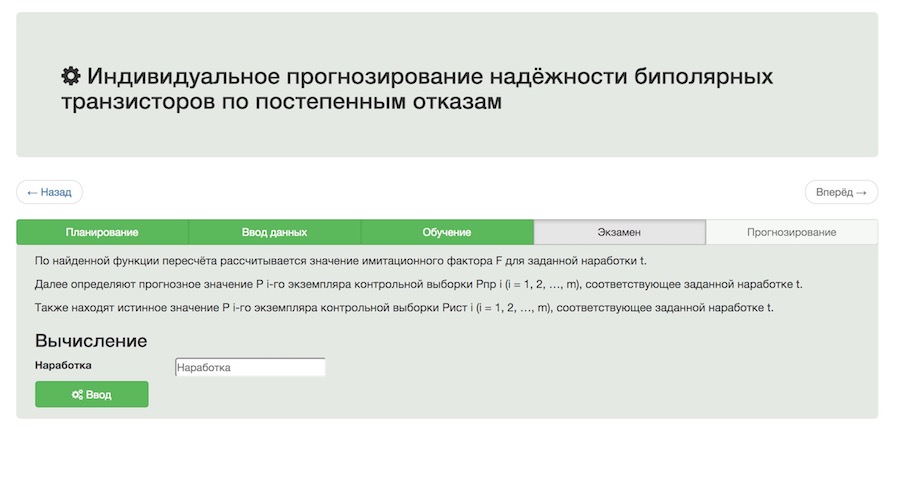 Индивидуальное прогнозирование надёжности биполярных
транзисторов по постепенным отказам
← Назад
Вперёд →
Планирование
Ввод данных
Обучение
Экзамен
Прогнозирование
По найденной функции пересчёта рассчитывается значение имитационного фактора F для заданной наработки t.
Далее определяют прогнозное значение P i-го экземпляра контрольной выборки Pпр i (i = 1, 2, ..., m), соответствующее заданной наработке t.
Также находят истинное значение P i-го экземпляра контрольной выборки Pист i (i = 1, 2, ..., m), соответствующее заданной наработке t.
Вычисление
Наработка
Наработка
Ввод